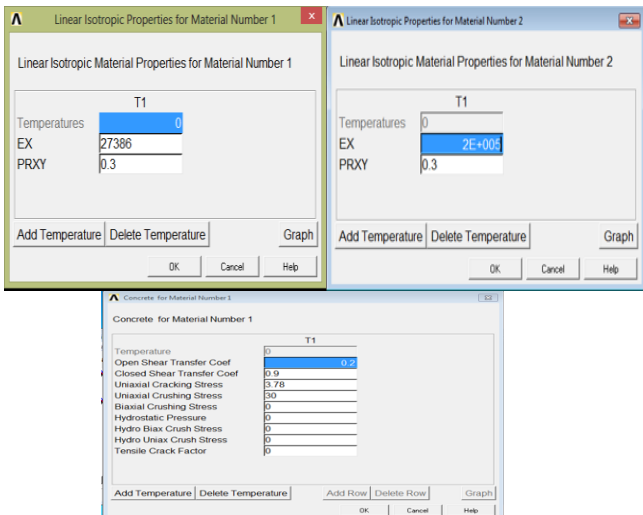 Linear Isotropic Properties for Material Number 1
Linear Isotropic Material Properties for Material Number 1
T1
Temperatures 0
EX 27386
PRXY 0.3
Add Temperature Delete Temperature Graph
OK Cancel Help
Linear Isotropic Properties for Material Number 2
Linear Isotropic Material Properties for Material Number 2
T1
Temperatures 0
EX 2E+005
PRXY 0.3
Add Temperature Delete Temperature Graph
OK Cancel Help
Concrete for Material Number 1
Concrete for Material Number 1
T1
Temperature 0
Open Shear Transfer Coef 0.2
Closed Shear Transfer Coef 0.9
Uniaxial Cracking Stress 3.78
Uniaxial Crushing Stress 30
Biaxial Crushing Stress 0
Hydrostatic Pressure 0
Hydro Biax Crush Stress 0
Hydro Uniax Crush Stress 0
Tensile Crack Factor 0
Add Temperature Delete Temperature Add Row Delete Row Graph
OK Cancel Help